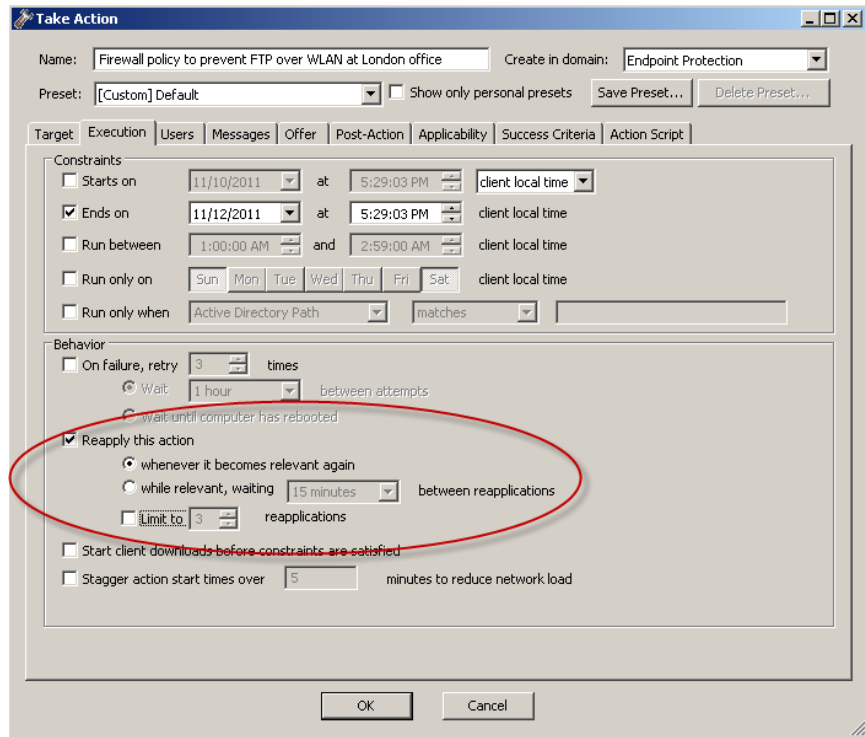 Take Action
Name: Firewall policy to prevent FTP over WLAN at London office Create in domain: Endpoint Protection
Preset: [Custom] Default Show only personal presets Save Preset... Delete Preset...
Target Execution Users Messages Offer Post-Action Applicability Success Criteria Action Script
Constraints
Starts on 11/10/2011 at 5:29:03 PM client local time
Ends on 11/12/2011 at 5:29:03 PM client local time
Run between 1:00:00 AM and 2:59:00 AM client local time
Run only on Sun Mon Tue Wed Thu Fri Sat client local time
Run only when Active Directory Path matches
Behavior
On failure, retry 3 times
Wait 1 hour between attempts
Wait until computer has rebooted
Reapply this action
whenever it becomes relevant again
while relevant, waiting 15 minutes between reapplications
Limit to 3 reapplications
Start client downloads before constraints are satisfied
Stagger action start times over 5 minutes to reduce network load
OK Cancel